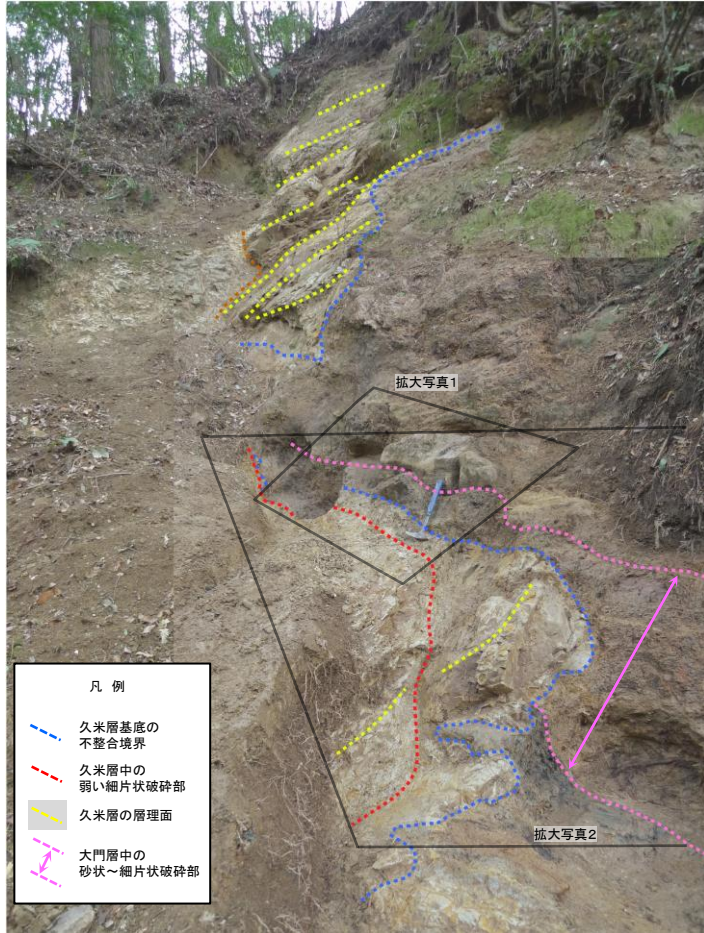 拡大写真1
拡大写真2
凡 例
久米層基底の
不整合境界
久米層中の
弱い細片状破砕部
久米層の層理面
大門層中の
砂状～細片状破砕部